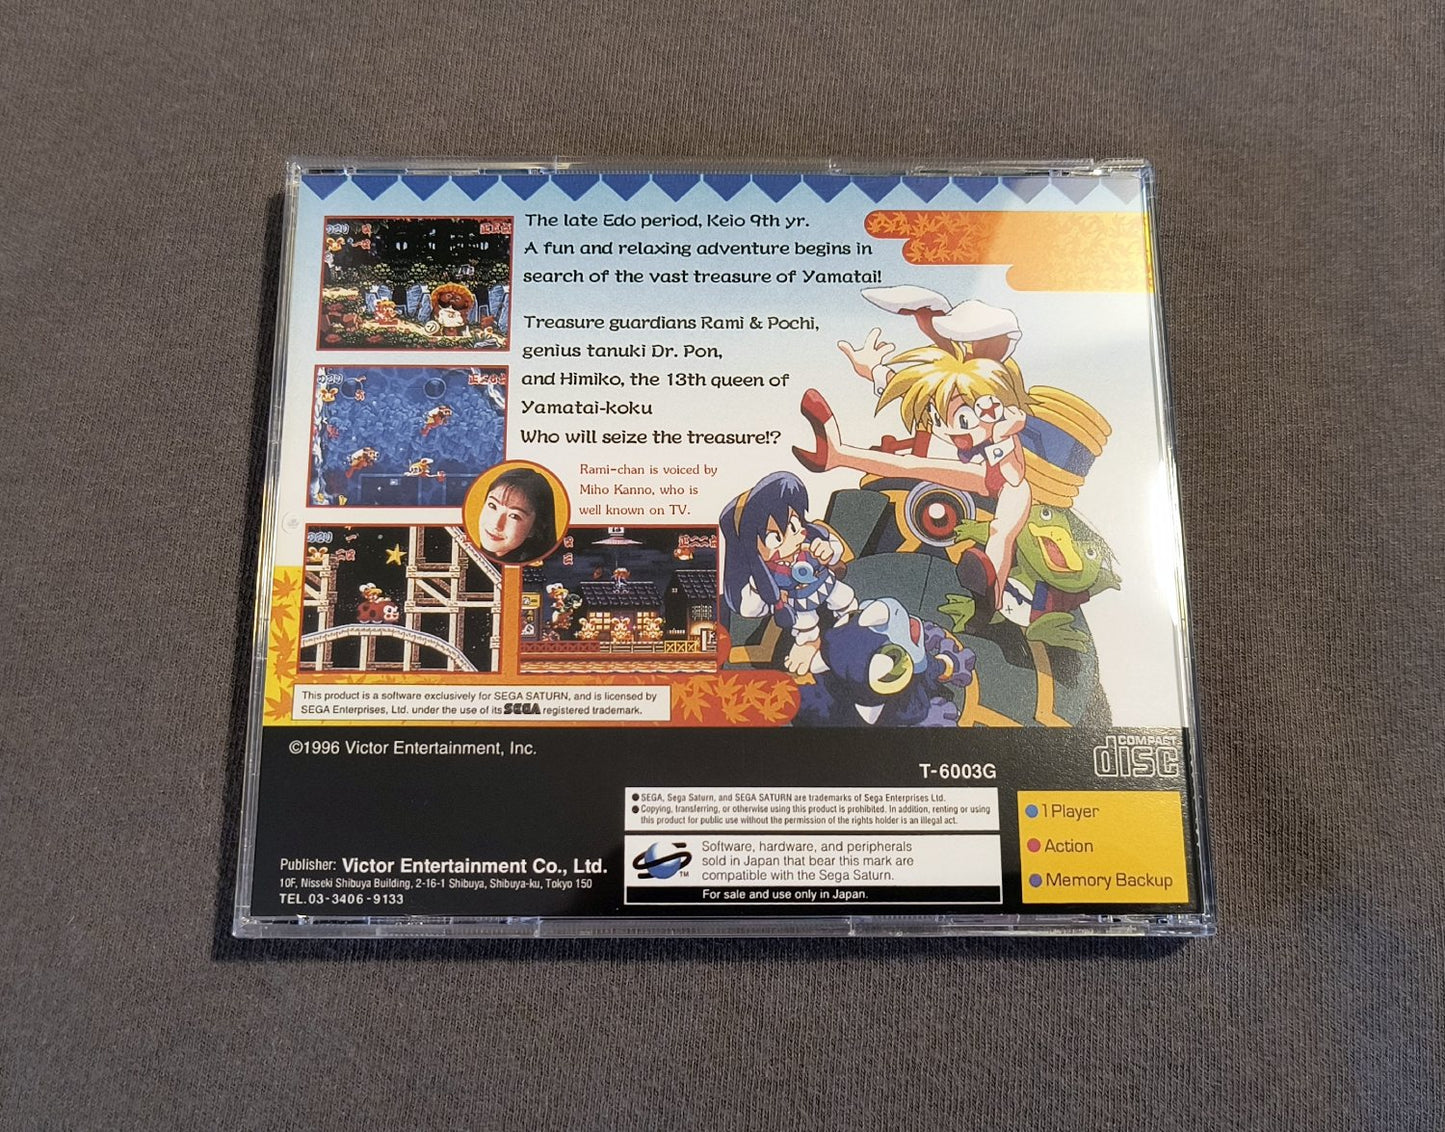 The late Edo period, Keio 9th yr.
A fun and relaxing adventure begins in
search of the vast treasure of Yamatai!
Treasure guardians Rami & Pochi,
genius tanuki Dr. Pon,
and Himiko, the 13th queen of
Yamatai-koku
Who will seize the treasure!?
Rami-chan is voiced by
Miho Kanno, who is
well known on TV.
This product is a software exclusively for SEGA SATURN, and is licensed by
SEGA Enterprises, Ltd. under the use of its SEGA registered trademark.
©1996 Victor Entertainment, Inc.
T-6003G
COMPACT
disc
● SEGA, Sega Saturn, and SEGA SATURN are trademarks of Sega Enterprises Ltd.
● Copying, transferring, or otherwise using this product is prohibited. In addition, renting or using
this product for public use without the permission of the rights holder is an illegal act.
Software, hardware, and peripherals
sold in Japan that bear this mark are
compatible with the Sega Saturn.
TM
For sale and use only in Japan.
1 Player
Action
Memory Backup
Publisher: Victor Entertainment Co., Ltd.
10F, Nisseki Shibuya Building, 2-16-1 Shibuya, Shibuya-ku, Tokyo 150
TEL.03-3406-9133